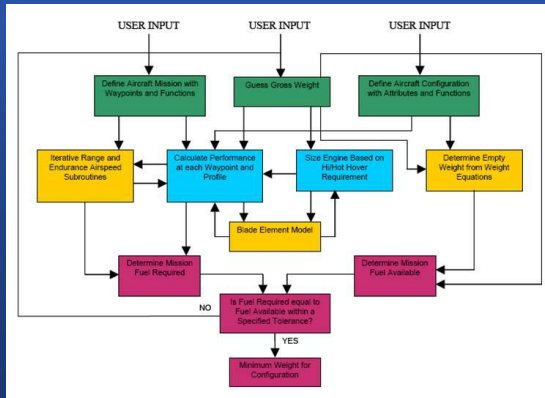 USER INPUT
USER INPUT
USER INPUT
Define Aircraft Mission with
Waypoints and Functions
Guess Gross Weight
Define Aircraft Configuration
with Attributes and Functions
Iterative Range and
Endurance Airspeed
Subroutines
Calculate Performance
at each Waypoint and
Profile
Size Engine Based on
Hi/Hot Hover
Requirement
Determine Empty
Weight from Weight
Equations
Blade Element Model
Determine Mission
Fuel Required
Determine Mission
Fuel Available
NO
Is Fuel Required equal to
Fuel Available within a
Specified Tolerance?
YES
Minimum Weight for
Configuration